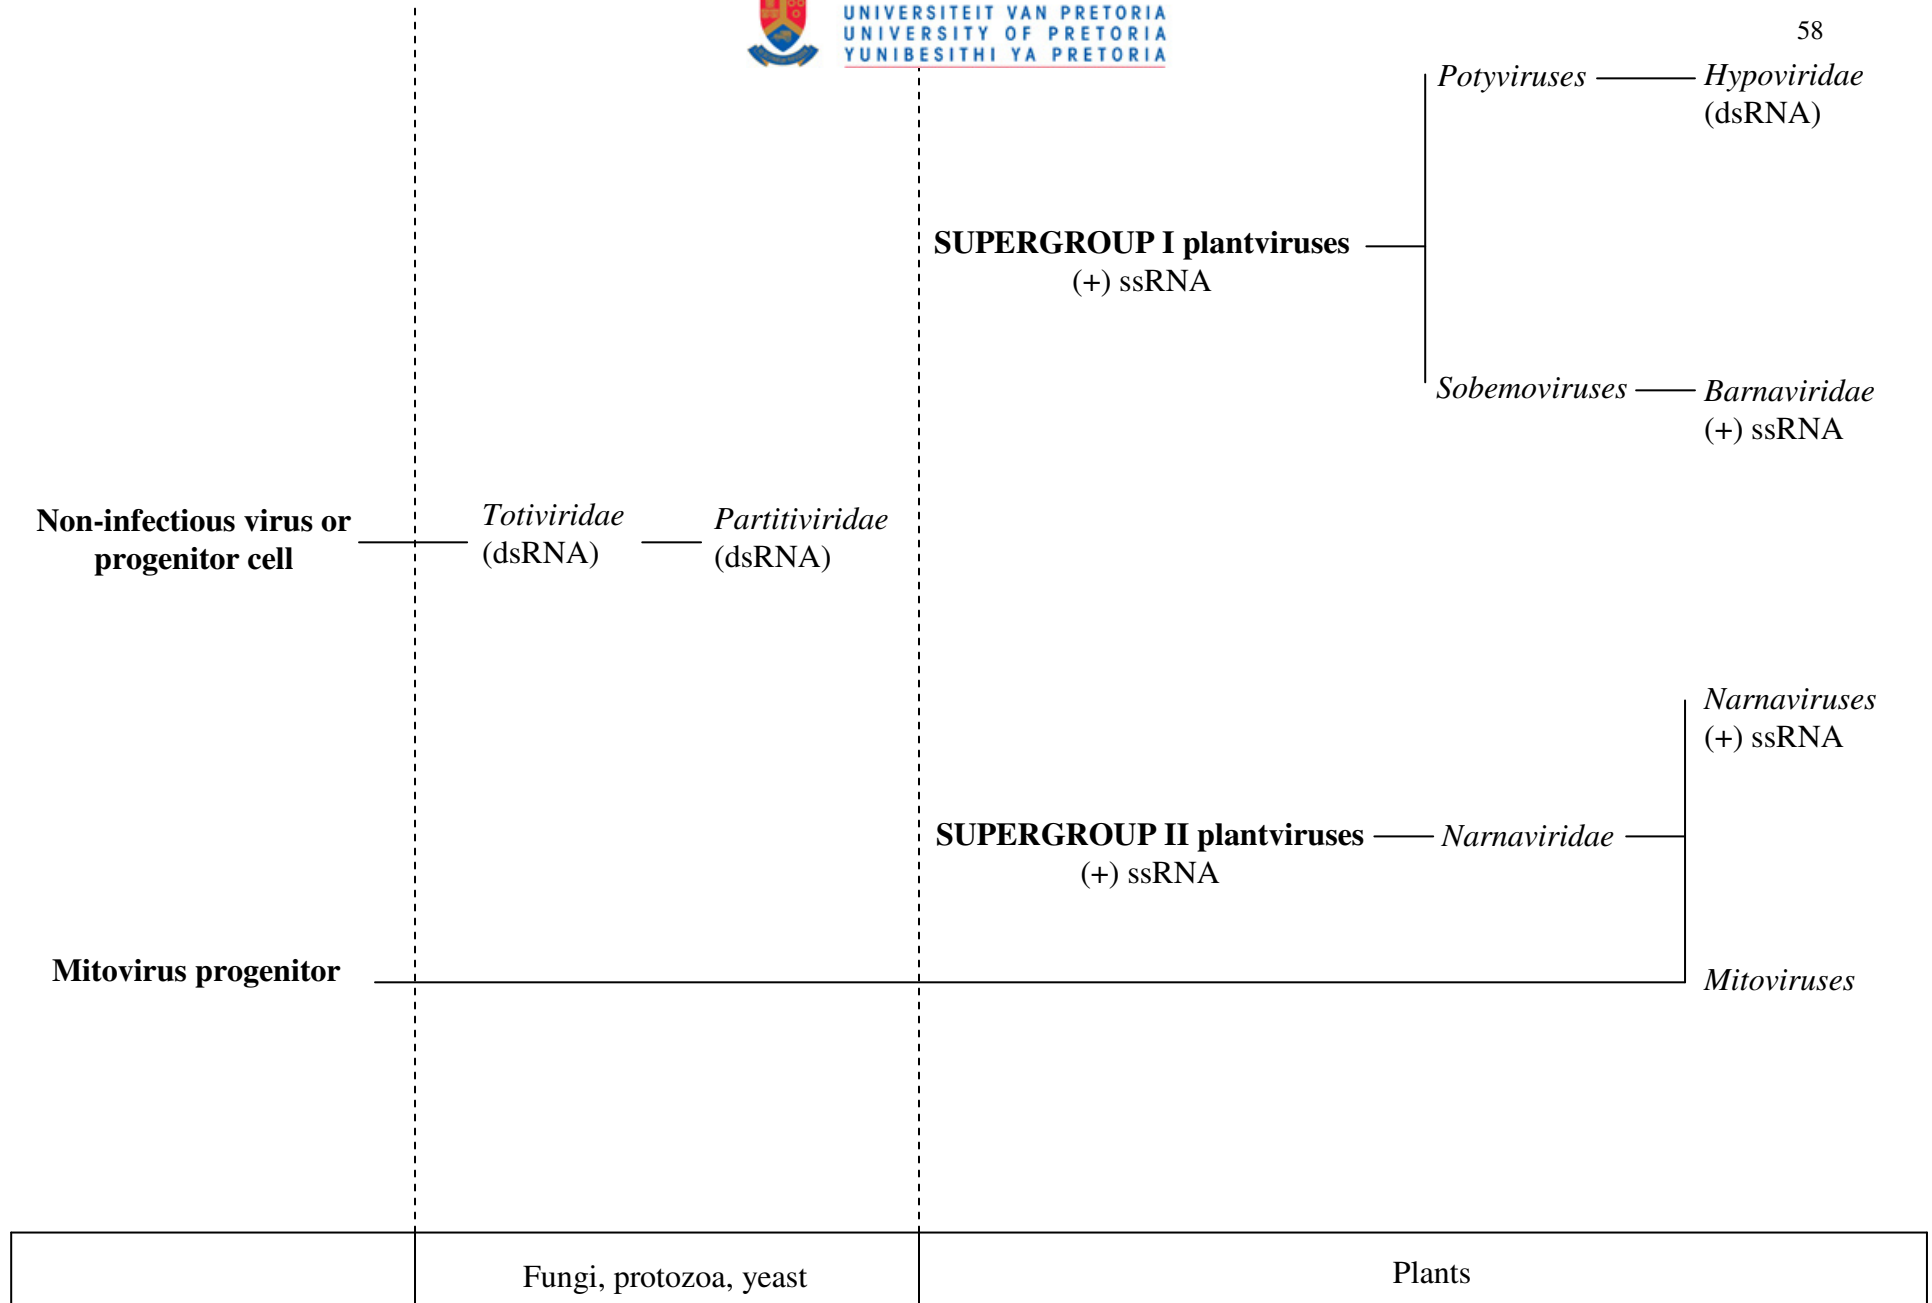 UNIVERSITEIT VAN PRETORIA
UNIVERSITY OF PRETORIA
YUNIBESITHI YA PRETORIA
58
Potyviruses
Hypoviridae
(dsRNA)
SUPERGROUP I plantviruses
(+) ssRNA
Sobemoviruses
Barnaviridae
(+) ssRNA
Non-infectious virus or
progenitor cell
Totiviridae
(dsRNA)
Partitiviridae
(dsRNA)
Narnaviruses
(+) ssRNA
SUPERGROUP II plantviruses
(+) ssRNA
Narnaviridae
Mitovirus progenitor
Mitoviruses
Fungi, protozoa, yeast
Plants